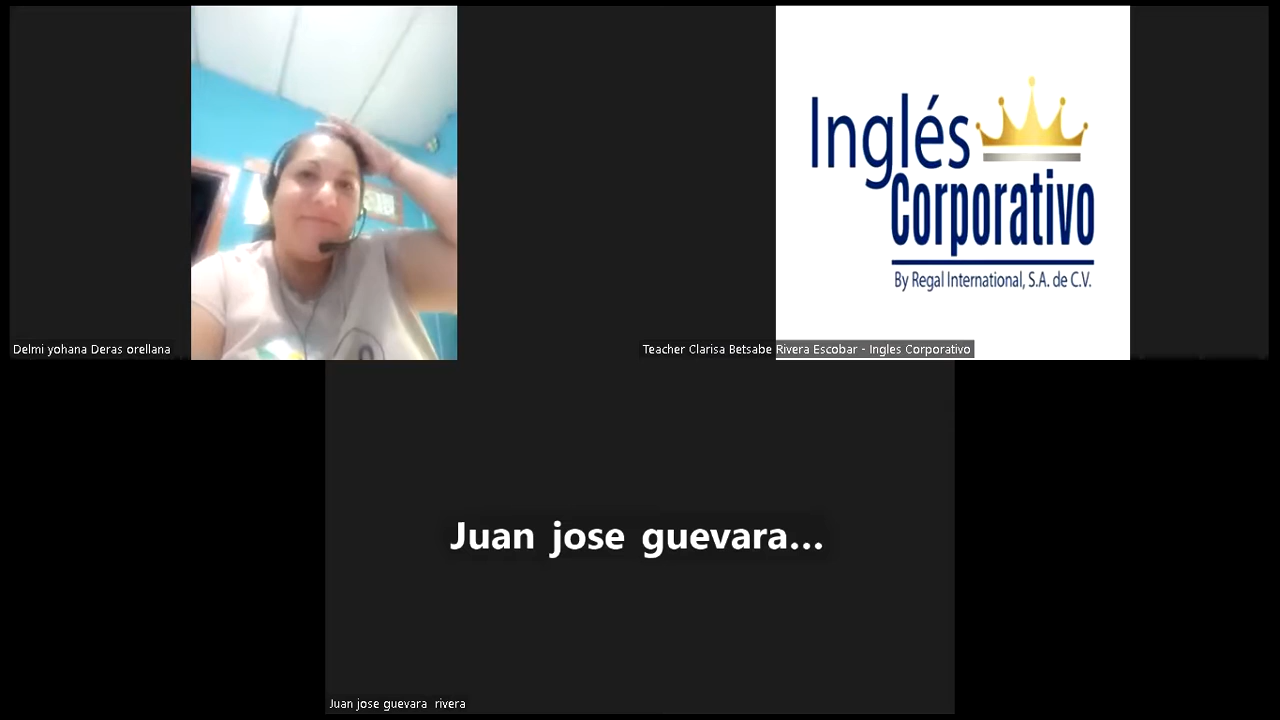 Inglés
Corporativo
By Regal International, S.A. de C.V.
Delmi yohana Deras orellana
Teacher Clarisa Betsabe Rivera Escobar - Ingles Corporativo
Juan jose guevara...
Juan jose guevara rivera